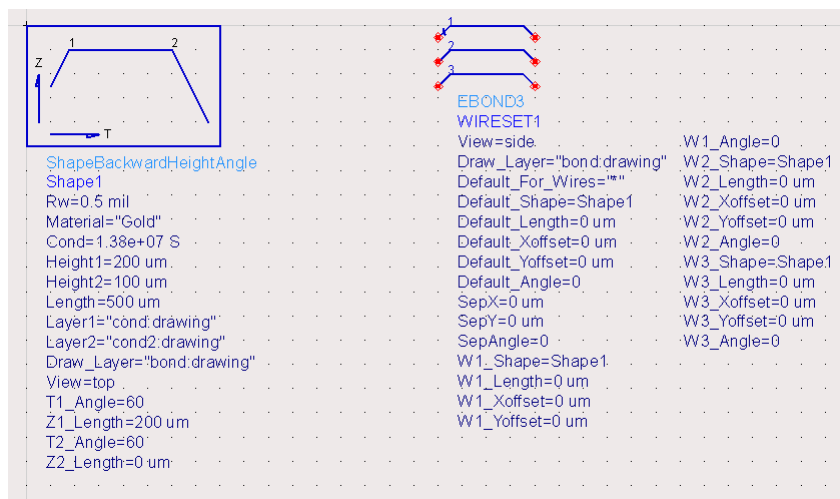 1
2
Z
T
ShapeBackwardHeightAngle
Shape1
Rw=0.5 mil
Material="Gold"
Cond=1.38e+07 S
Height1=200 um
Height2=100 um
Length=500 um
Layer1="cond:drawing"
Layer2="cond2:drawing"
Draw_Layer="bond:drawing"
View=top
T1_Angle=60
Z1_Length=200 um
T2_Angle=60
Z2_Length=0 um
1
2
3
EBOND3
WIRESET1
View=side
Draw_Layer="bond:drawing"
Default_For_Wires="*"
Default_Shape=Shape1
Default_Length=0 um
Default_Xoffset=0 um
Default_Yoffset=0 um
Default_Angle=0
SepX=0 um
SepY=0 um
SepAngle=0
W1_Shape=Shape1
W1_Length=0 um
W1_Xoffset=0 um
W1_Yoffset=0 um
W1_Angle=0
W2_Shape=Shape1
W2_Length=0 um
W2_Xoffset=0 um
W2_Yoffset=0 um
W2_Angle=0
W3_Shape=Shape1
W3_Length=0 um
W3_Xoffset=0 um
W3_Yoffset=0 um
W3_Angle=0